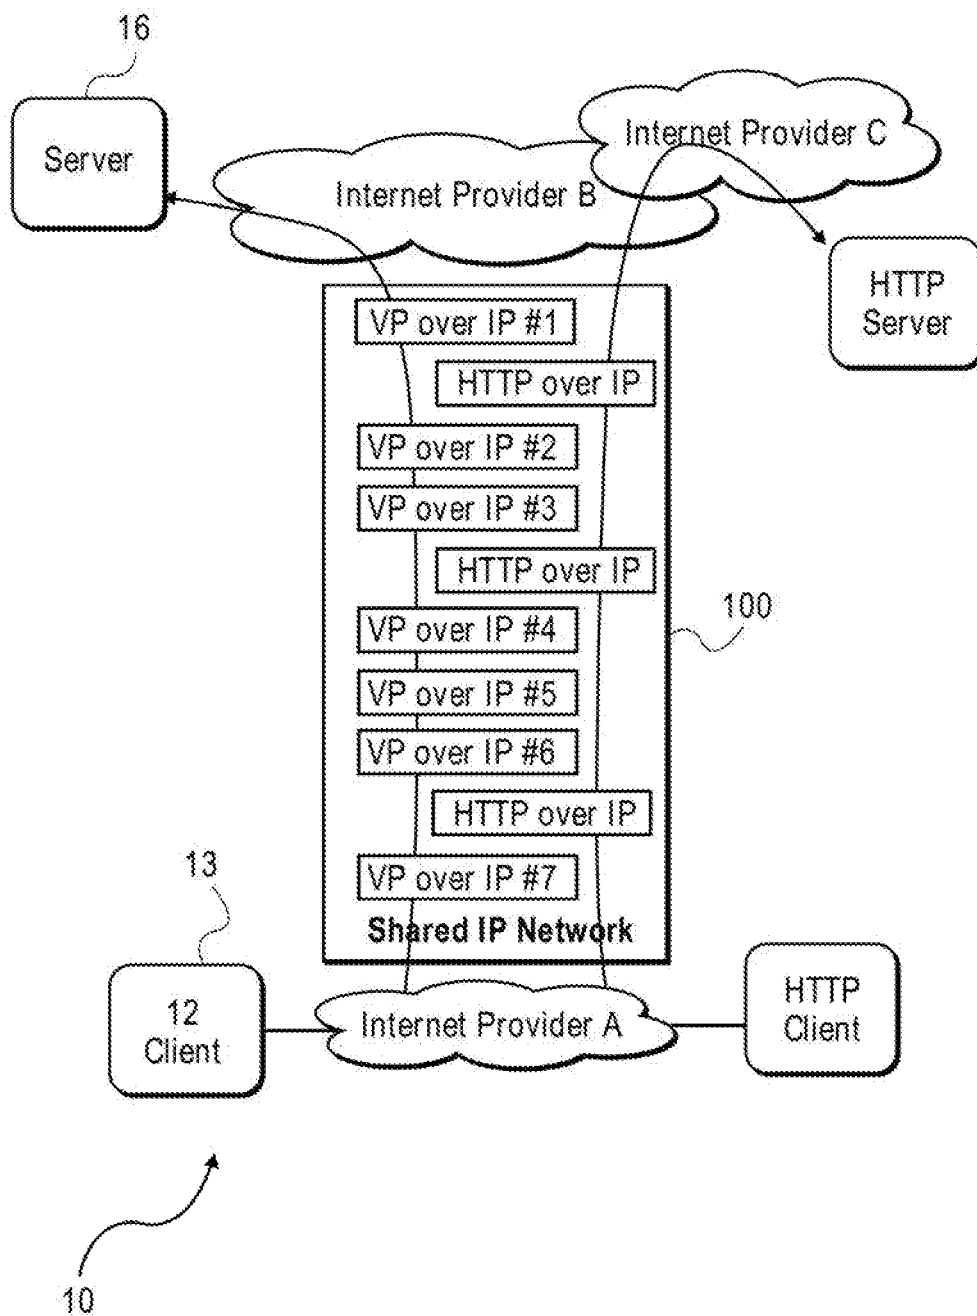 16
Server
Internet Provider C
Internet Provider B
HTTP
Server
VP over IP #1
HTTP over IP
VP over IP #2
VP over IP #3
HTTP over IP
100
VP over IP #4
VP over IP #5
VP over IP #6
HTTP over IP
13
VP over IP #7
Shared IP Network
12
Client
Internet Provider A
HTTP
Client
10